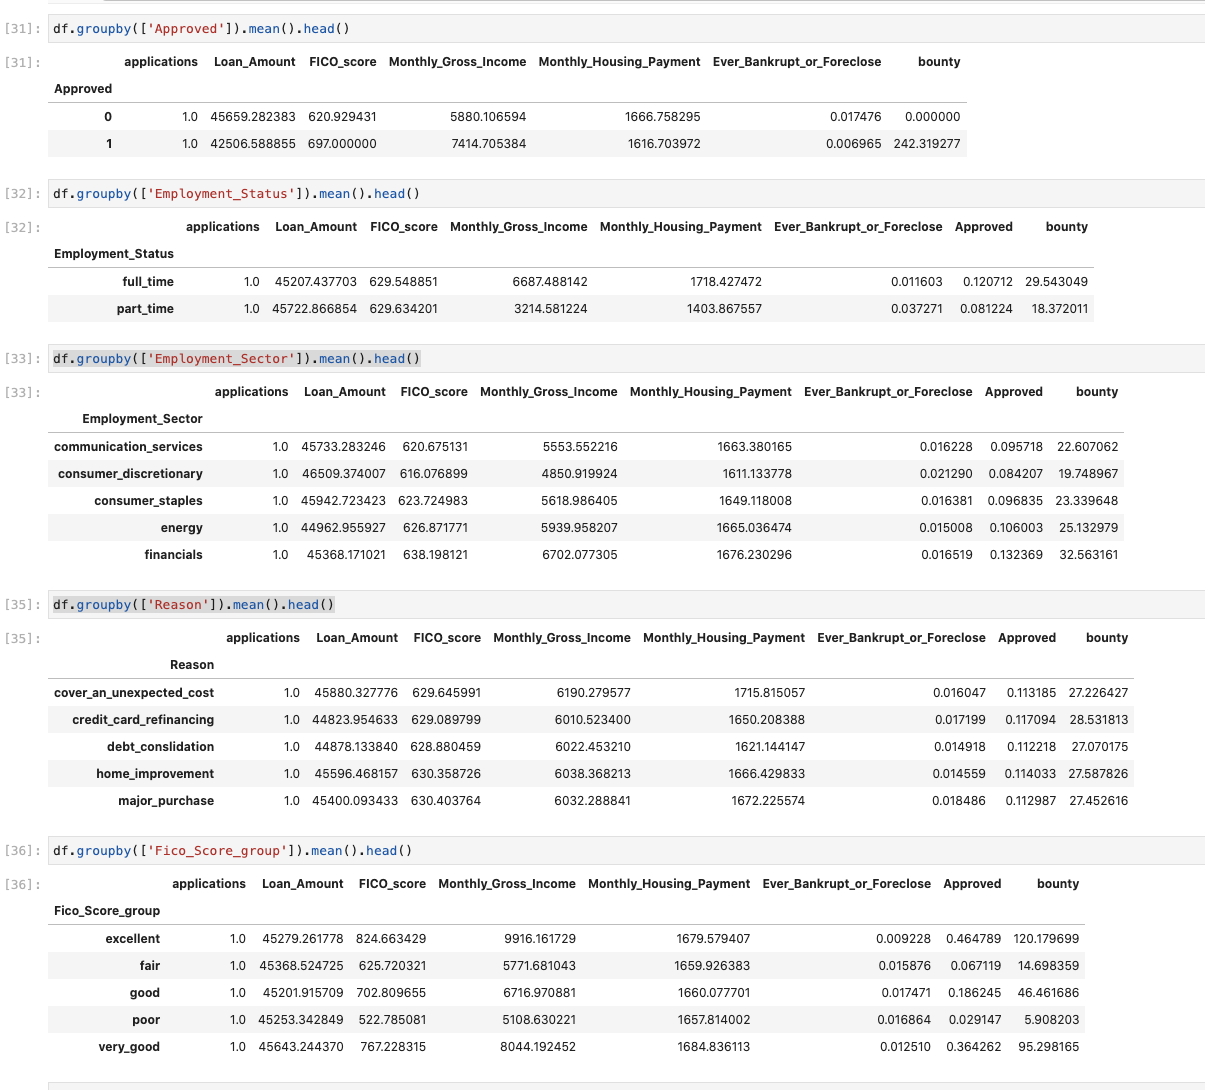 [31]: df.groupby(['Approved']).mean().head()
[31]: applications Loan_Amount FICO_score Monthly_Gross_Income Monthly_Housing_Payment Ever_Bankrupt_or_Foreclose bounty
Approved
0 1.0 45659.282383 620.929431 5880.106594 1666.758295 0.017476 0.000000
1 1.0 42506.588855 697.000000 7414.705384 1616.703972 0.006965 242.319277
[32]: df.groupby(['Employment_Status']).mean().head()
[32]: applications Loan_Amount FICO_score Monthly_Gross_Income Monthly_Housing_Payment Ever_Bankrupt_or_Foreclose Approved bounty
Employment_Status
full_time 1.0 45207.437703 629.548851 6687.488142 1718.427472 0.011603 0.120712 29.543049
part_time 1.0 45722.866854 629.634201 3214.581224 1403.867557 0.037271 0.081224 18.372011
[33]: df.groupby(['Employment_Sector']).mean().head()
[33]: applications Loan_Amount FICO_score Monthly_Gross_Income Monthly_Housing_Payment Ever_Bankrupt_or_Foreclose Approved bounty
Employment_Sector
communication_services 1.0 45733.283246 620.675131 5553.552216 1663.380165 0.016228 0.095718 22.607062
consumer_discretionary 1.0 46509.374007 616.076899 4850.919924 1611.133778 0.021290 0.084207 19.748967
consumer_staples 1.0 45942.723423 623.724983 5618.986405 1649.118008 0.016381 0.096835 23.339648
energy 1.0 44962.955927 626.871771 5939.958207 1665.036474 0.015008 0.106003 25.132979
financials 1.0 45368.171021 638.198121 6702.077305 1676.230296 0.016519 0.132369 32.563161
[35]: df.groupby(['Reason']).mean().head()
[35]: applications Loan_Amount FICO_score Monthly_Gross_Income Monthly_Housing_Payment Ever_Bankrupt_or_Foreclose Approved bounty
Reason
cover_an_unexpected_cost 1.0 45880.327776 629.645991 6190.279577 1715.815057 0.016047 0.113185 27.226427
credit_card_refinancing 1.0 44823.954633 629.089799 6010.523400 1650.208388 0.017199 0.117094 28.531813
debt_conslidation 1.0 44878.133840 628.880459 6022.453210 1621.144147 0.014918 0.112218 27.070175
home_improvement 1.0 45596.468157 630.358726 6038.368213 1666.429833 0.014559 0.114033 27.587826
major_purchase 1.0 45400.093433 630.403764 6032.288841 1672.225574 0.018486 0.112987 27.452616
[36]: df.groupby(['Fico_Score_group']).mean().head()
[36]: applications Loan_Amount FICO_score Monthly_Gross_Income Monthly_Housing_Payment Ever_Bankrupt_or_Foreclose Approved bounty
Fico_Score_group
excellent 1.0 45279.261778 824.663429 9916.161729 1679.579407 0.009228 0.464789 120.179699
fair 1.0 45368.524725 625.720321 5771.681043 1659.926383 0.015876 0.067119 14.698359
good 1.0 45201.915709 702.809655 6716.970881 1660.077701 0.017471 0.186245 46.461686
poor 1.0 45253.342849 522.785081 5108.630221 1657.814002 0.016864 0.029147 5.908203
very_good 1.0 45643.244370 767.228315 8044.192452 1684.836113 0.012510 0.364262 95.298165